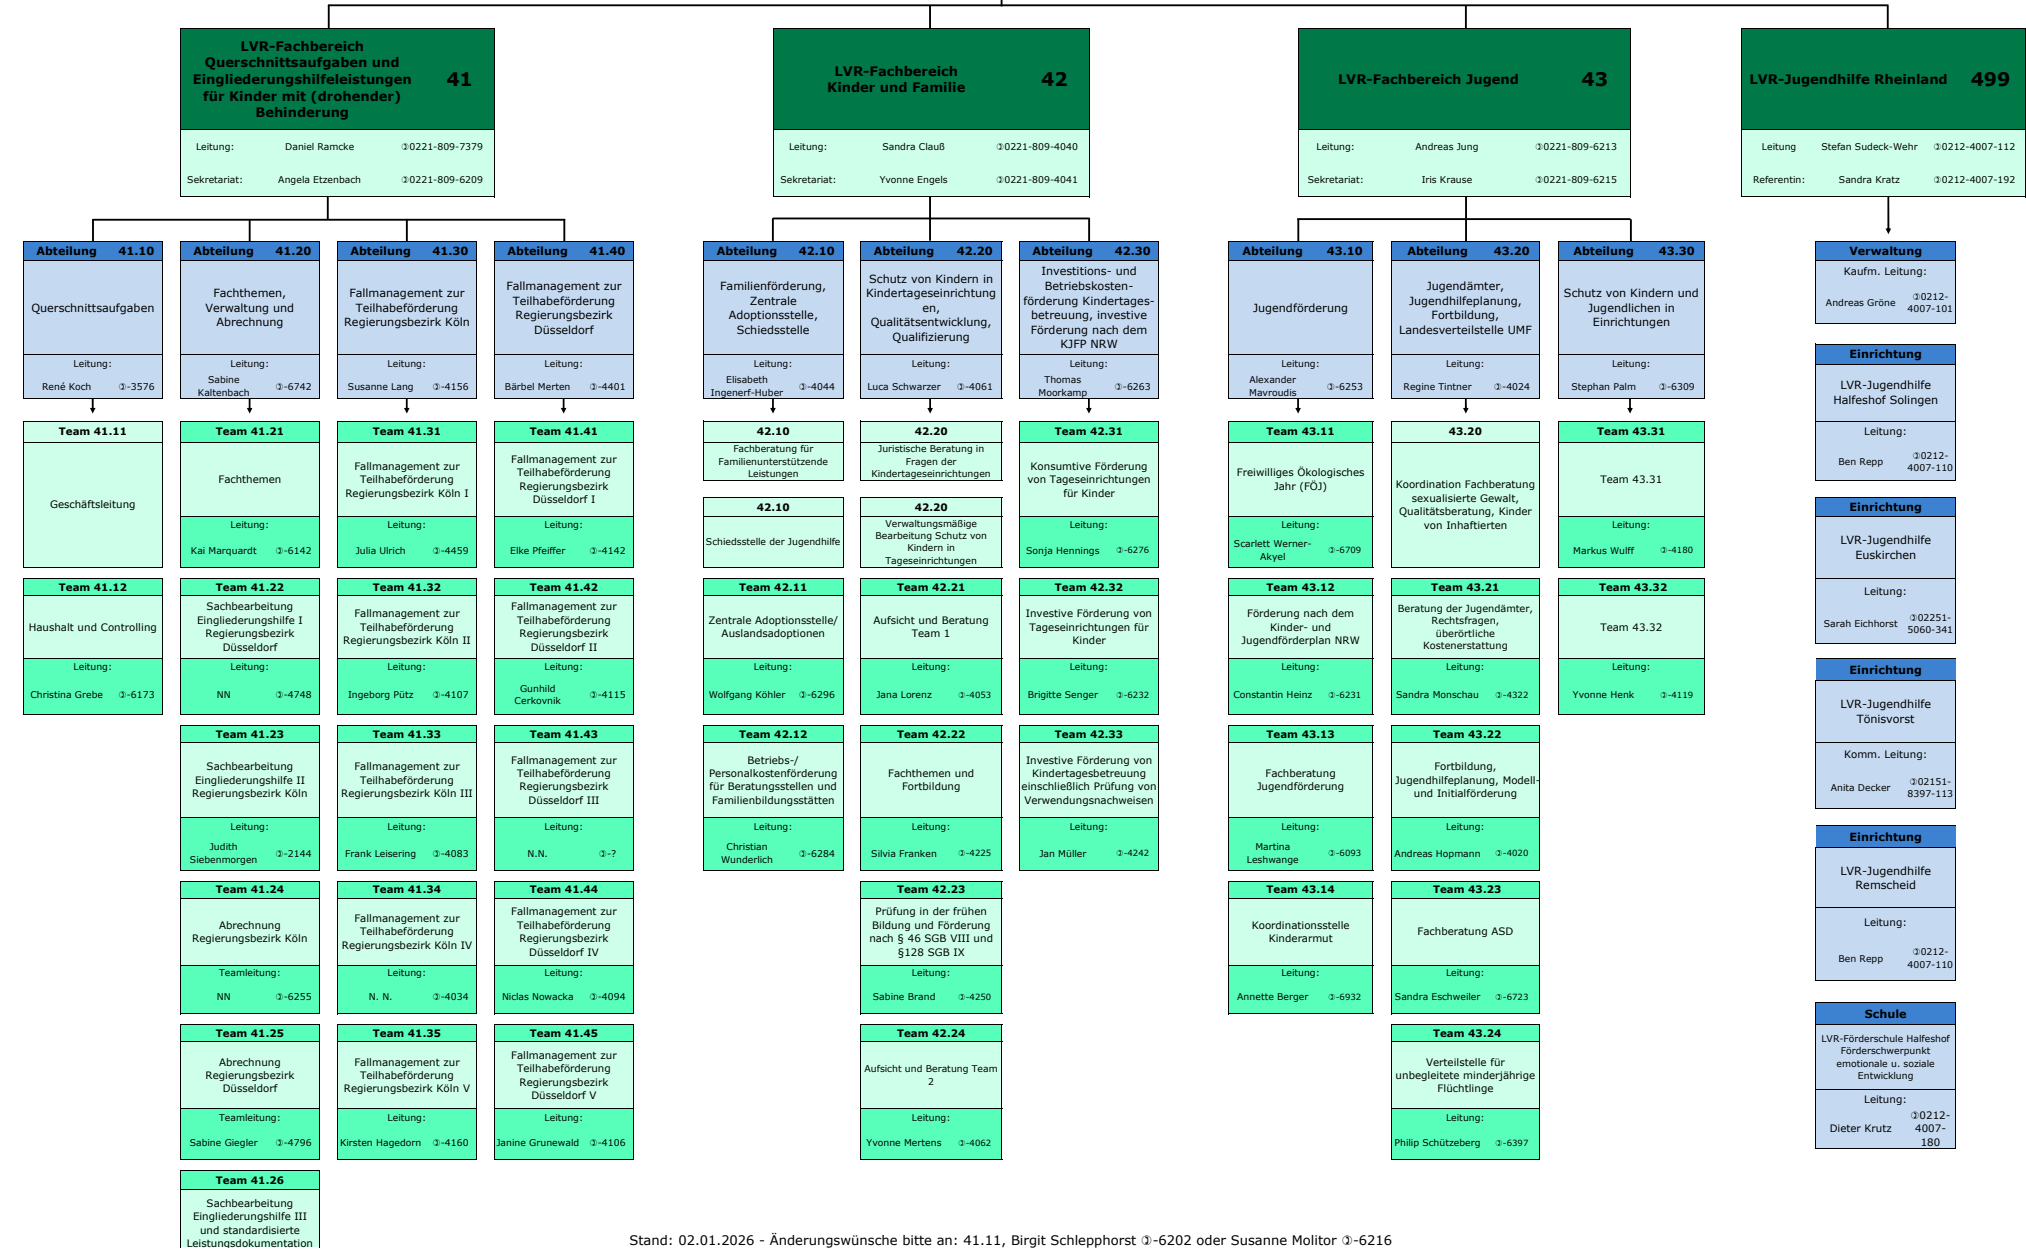 LVR-Fachbereich
Querschnittsaufgaben und
Eingliederungshilfeleistungen
für Kinder mit (drohender)
Behinderung
41
Leitung: Daniel Ramcke ✆0221-809-7379
Sekretariat: Angela Etzenbach ✆0221-809-6209
LVR-Fachbereich
Kinder und Familie
42
Leitung: Sandra Clauß ✆0221-809-4040
Sekretariat: Yvonne Engels ✆0221-809-4041
LVR-Fachbereich Jugend 43
Leitung: Andreas Jung ✆0221-809-6213
Sekretariat: Iris Krause ✆0221-809-6215
LVR-Jugendhilfe Rheinland 499
Leitung Stefan Sudeck-Wehr ✆0212-4007-112
Referentin: Sandra Kratz ✆0212-4007-192
Abteilung 41.10
Querschnittsaufgaben
Leitung:
René Koch ✆-3576
Team 41.11
Geschäftsleitung
Team 41.12
Haushalt und Controlling
Leitung:
Christina Grebe ✆-6173
Abteilung 41.20
Fachthemen,
Verwaltung und
Abrechnung
Leitung:
Sabine
Kaltenbach ✆-6742
Team 41.21
Fachthemen
Leitung:
Kai Marquardt ✆-6142
Team 41.22
Sachbearbeitung
Eingliederungshilfe I
Regierungsbezirk
Düsseldorf
Leitung:
NN ✆-4748
Team 41.23
Sachbearbeitung
Eingliederungshilfe II
Regierungsbezirk Köln
Leitung:
Judith
Siebenmorgen ✆-2144
Team 41.24
Abrechnung
Regierungsbezirk Köln
Teamleitung:
NN ✆-6255
Team 41.25
Abrechnung
Regierungsbezirk
Düsseldorf
Teamleitung:
Sabine Giegler ✆-4796
Team 41.26
Sachbearbeitung
Eingliederungshilfe III
und standardisierte
Leistungsdokumentation
Abteilung 41.30
Fallmanagement zur
Teilhabeförderung
Regierungsbezirk Köln
Leitung:
Susanne Lang ✆-4156
Team 41.31
Fallmanagement zur
Teilhabeförderung
Regierungsbezirk Köln I
Leitung:
Julia Ulrich ✆-4459
Team 41.32
Fallmanagement zur
Teilhabeförderung
Regierungsbezirk Köln II
Leitung:
Ingeborg Pütz ✆-4107
Team 41.33
Fallmanagement zur
Teilhabeförderung
Regierungsbezirk Köln III
Leitung:
Frank Leisering ✆-4083
Team 41.34
Fallmanagement zur
Teilhabeförderung
Regierungsbezirk Köln IV
Leitung:
N. N. ✆-4034
Team 41.35
Fallmanagement zur
Teilhabeförderung
Regierungsbezirk Köln V
Leitung:
Kirsten Hagedorn ✆-4160
Abteilung 41.40
Fallmanagement zur
Teilhabeförderung
Regierungsbezirk
Düsseldorf
Leitung:
Bärbel Merten ✆-4401
Team 41.41
Fallmanagement zur
Teilhabeförderung
Regierungsbezirk
Düsseldorf I
Leitung:
Elke Pfeiffer ✆-4142
Team 41.42
Fallmanagement zur
Teilhabeförderung
Regierungsbezirk
Düsseldorf II
Leitung:
Gunhild
Cerkovnik ✆-4115
Team 41.43
Fallmanagement zur
Teilhabeförderung
Regierungsbezirk
Düsseldorf III
Leitung:
N.N. ✆-?
Team 41.44
Fallmanagement zur
Teilhabeförderung
Regierungsbezirk
Düsseldorf IV
Leitung:
Niclas Nowacka ✆-4094
Team 41.45
Fallmanagement zur
Teilhabeförderung
Regierungsbezirk
Düsseldorf V
Leitung:
Janine Grunewald ✆-4106
Abteilung 42.10
Familienförderung,
Zentrale
Adoptionsstelle,
Schiedsstelle
Leitung:
Elisabeth
Ingenerf-Huber ✆-4044
42.10
Fachberatung für
Familienunterstützende
Leistungen
42.10
Schiedsstelle der Jugendhilfe
Team 42.11
Zentrale Adoptionsstelle/
Auslandsadoptionen
Leitung:
Wolfgang Köhler ✆-6296
Team 42.12
Betriebs-/
Personalkostenförderung
für Beratungsstellen und
Familienbildungsstätten
Leitung:
Christian
Wunderlich ✆-6284
Abteilung 42.20
Schutz von Kindern in
Kindertageseinrichtung
en,
Qualitätsentwicklung,
Qualifizierung
Leitung:
Luca Schwarzer ✆-4061
42.20
Juristische Beratung in
Fragen der
Kindertageseinrichtungen
42.20
Verwaltungsmäßige
Bearbeitung Schutz von
Kindern in
Tageseinrichtungen
Team 42.21
Aufsicht und Beratung
Team 1
Leitung:
Jana Lorenz ✆-4053
Team 42.22
Fachthemen und
Fortbildung
Leitung:
Silvia Franken ✆-4225
Team 42.23
Prüfung in der frühen
Bildung und Förderung
nach § 46 SGB VIII und
§128 SGB IX
Leitung:
Sabine Brand ✆-4250
Team 42.24
Aufsicht und Beratung Team
2
Leitung:
Yvonne Mertens ✆-4062
Abteilung 42.30
Investitions- und
Betriebskosten-
förderung Kindertages-
betreuung, investive
Förderung nach dem
KJFP NRW
Leitung:
Thomas
Moorkamp ✆-6263
Team 42.31
Konsumtive Förderung
von Tageseinrichtungen
für Kinder
Leitung:
Sonja Hennings ✆-6276
Team 42.32
Investive Förderung von
Tageseinrichtungen für
Kinder
Leitung:
Brigitte Senger ✆-6232
Team 42.33
Investive Förderung von
Kindertagesbetreuung
einschließlich Prüfung von
Verwendungsnachweisen
Leitung:
Jan Müller ✆-4242
Abteilung 43.10
Jugendförderung
Leitung:
Alexander
Mavroudis ✆-6253
Team 43.11
Freiwilliges Ökologisches
Jahr (FÖJ)
Leitung:
Scarlett Werner-
Akyel ✆-6709
Team 43.12
Förderung nach dem
Kinder- und
Jugendförderplan NRW
Leitung:
Constantin Heinz ✆-6231
Team 43.13
Fachberatung
Jugendförderung
Leitung:
Martina
Leshwange ✆-6093
Team 43.14
Koordinationsstelle
Kinderarmut
Leitung:
Annette Berger ✆-6932
Abteilung 43.20
Jugendämter,
Jugendhilfeplanung,
Fortbildung,
Landesverteilstelle UMF
Leitung:
Regine Tintner ✆-4024
43.20
Koordination Fachberatung
sexualisierte Gewalt,
Qualitätsberatung, Kinder
von Inhaftierten
Team 43.21
Beratung der Jugendämter,
Rechtsfragen,
überörtliche
Kostenerstattung
Leitung:
Sandra Monschau ✆-4322
Team 43.22
Fortbildung,
Jugendhilfeplanung, Modell-
und Initialförderung
Leitung:
Andreas Hopmann ✆-4020
Team 43.23
Fachberatung ASD
Leitung:
Sandra Eschweiler ✆-6723
Team 43.24
Verteilstelle für
unbegleitete minderjährige
Flüchtlinge
Leitung:
Philip Schützeberg ✆-6397
Abteilung 43.30
Schutz von Kindern und
Jugendlichen in
Einrichtungen
Leitung:
Stephan Palm ✆-6309
Team 43.31
Team 43.31
Leitung:
Markus Wulff ✆-4180
Team 43.32
Team 43.32
Leitung:
Yvonne Henk ✆-4119
Verwaltung
Kaufm. Leitung:
Andreas Gröne ✆0212-
4007-101
Einrichtung
LVR-Jugendhilfe
Halfeshof Solingen
Leitung:
Ben Repp ✆0212-
4007-110
Einrichtung
LVR-Jugendhilfe
Euskirchen
Leitung:
Sarah Eichhorst ✆02251-
5060-341
Einrichtung
LVR-Jugendhilfe
Tönisvorst
Komm. Leitung:
Anita Decker ✆02151-
8397-113
Einrichtung
LVR-Jugendhilfe
Remscheid
Leitung:
Ben Repp ✆0212-
4007-110
Schule
LVR-Förderschule Halfeshof
Förderschwerpunkt
emotionale u. soziale
Entwicklung
Leitung:
Dieter Krutz ✆0212-
4007-
180
Stand: 02.01.2026 - Änderungswünsche bitte an: 41.11, Birgit Schlepphorst ✆-6202 oder Susanne Molitor ✆-6216